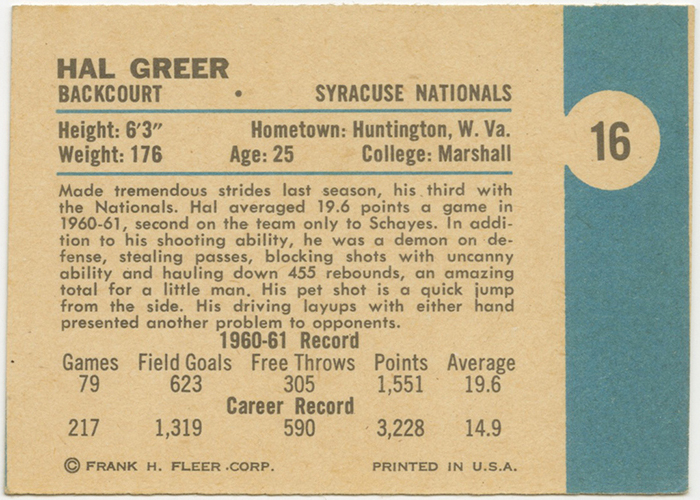 HAL GREER
BACKCOURT • SYRACUSE NATIONALS
Height: 6'3" Hometown: Huntington, W. Va.
Weight: 176 Age: 25 College: Marshall
16
Made tremendous strides last season, his third with
the Nationals. Hal averaged 19.6 points a game in
1960-61, second on the team only to Schayes. In addi-
tion to his shooting ability, he was a demon on de-
fense, stealing passes, blocking shots with uncanny
ability and hauling down 455 rebounds, an amazing
total for a little man. His pet shot is a quick jump
from the side. His driving layups with either hand
presented another problem to opponents.
1960-61 Record
Games Field Goals Free Throws Points Average
79 623 305 1,551 19.6
Career Record
217 1,319 590 3,228 14.9
© FRANK H. FLEER CORP. PRINTED IN U.S.A.